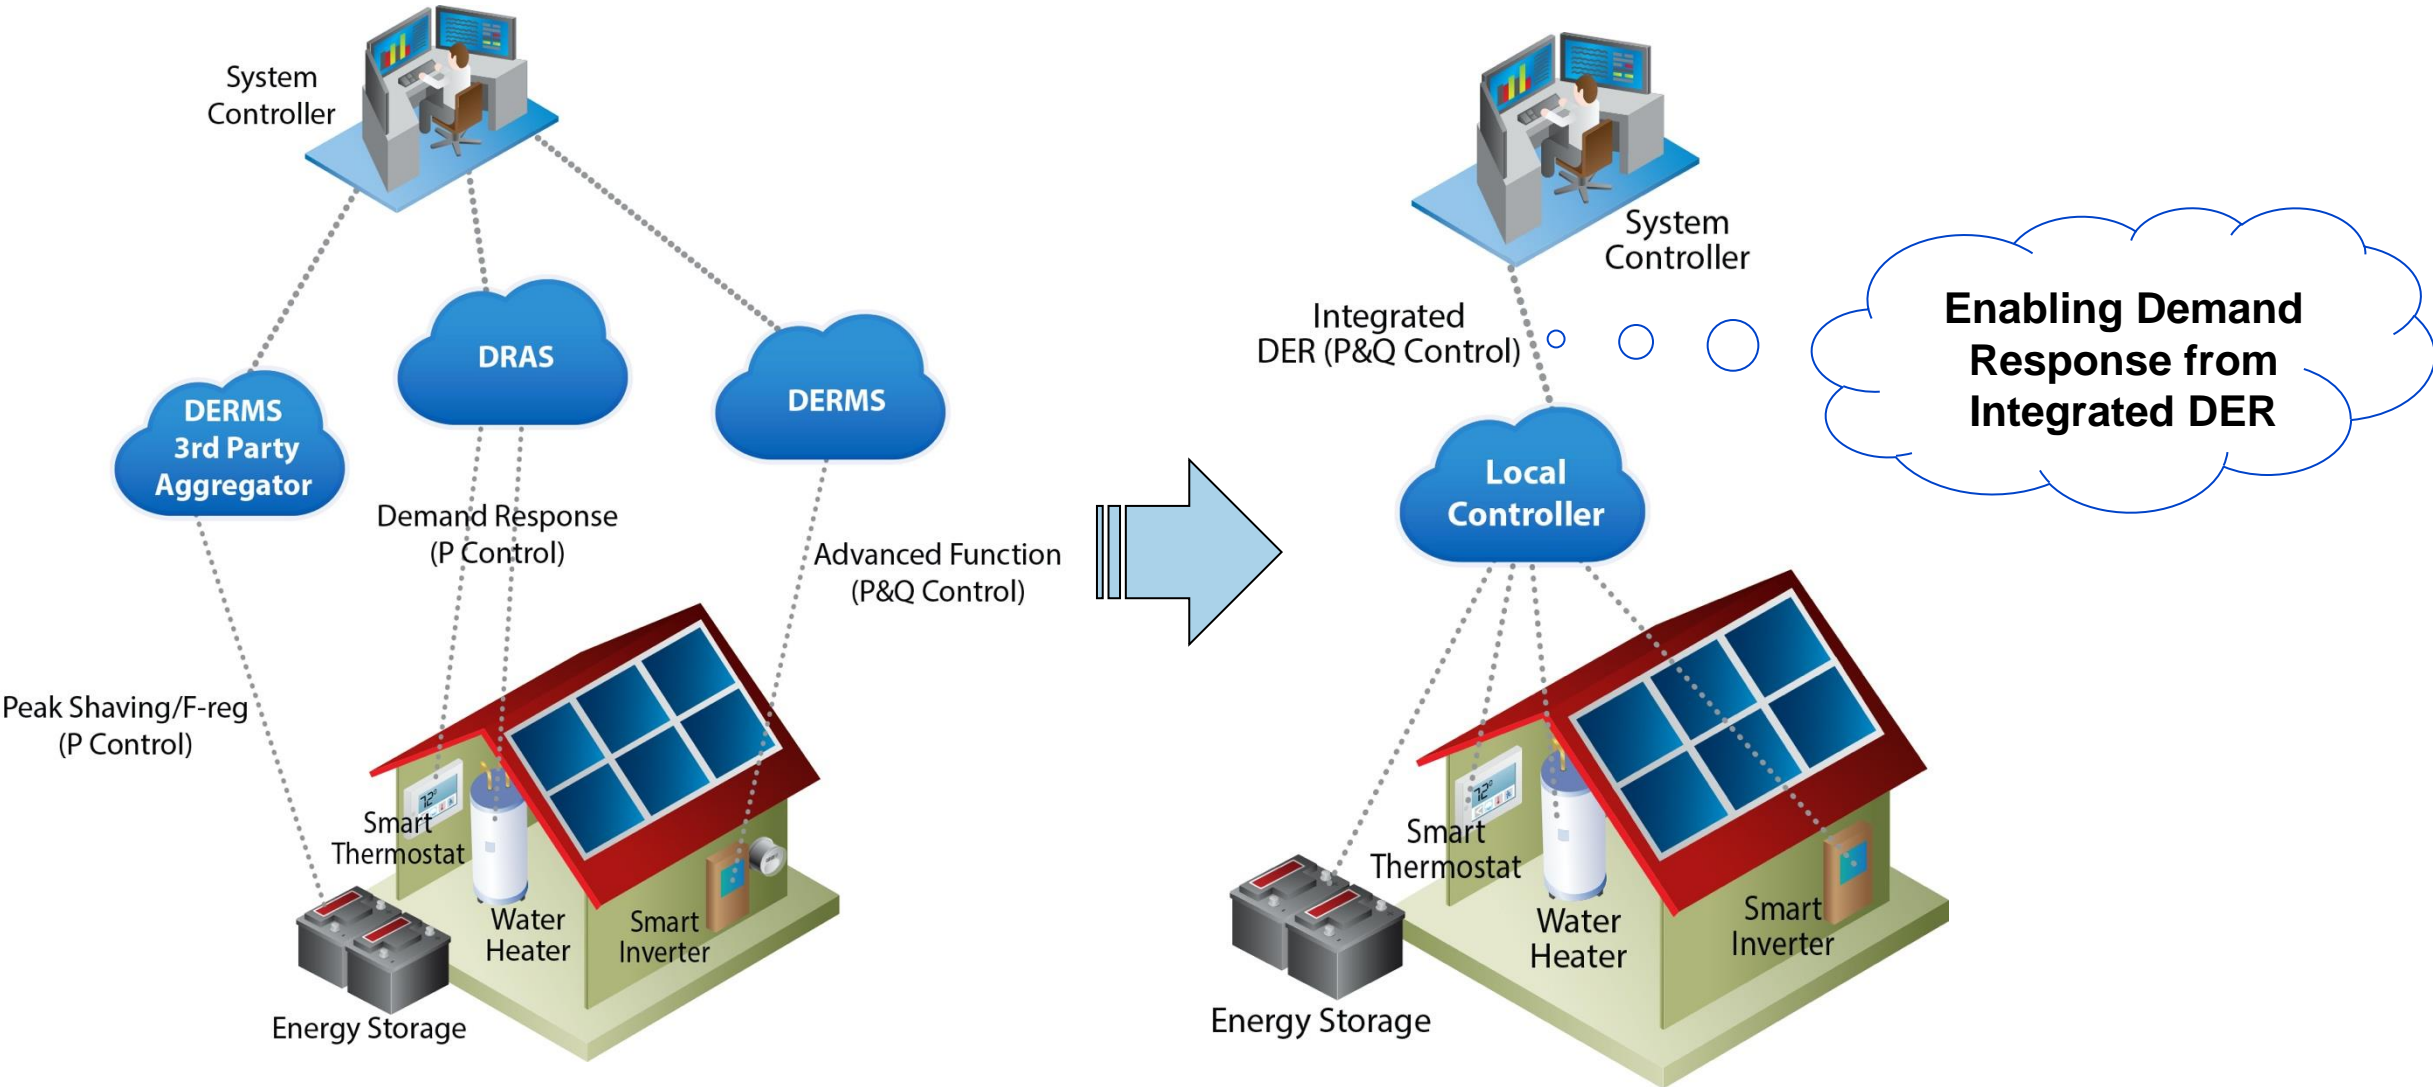 System
Controller
DRAS
DERMS
DERMS
3rd Party
Aggregator
Demand Response
(P Control)
Advanced Function
(P&Q Control)
Peak Shaving/F-reg
(P Control)
72°
Smart
Thermostat
Water
Heater
Smart
Inverter
Energy Storage
System
Controller
Integrated
DER (P&Q Control)
Enabling Demand
Response from
Integrated DER
Local
Controller
72°
Smart
Thermostat
Water
Heater
Smart
Inverter
Energy Storage